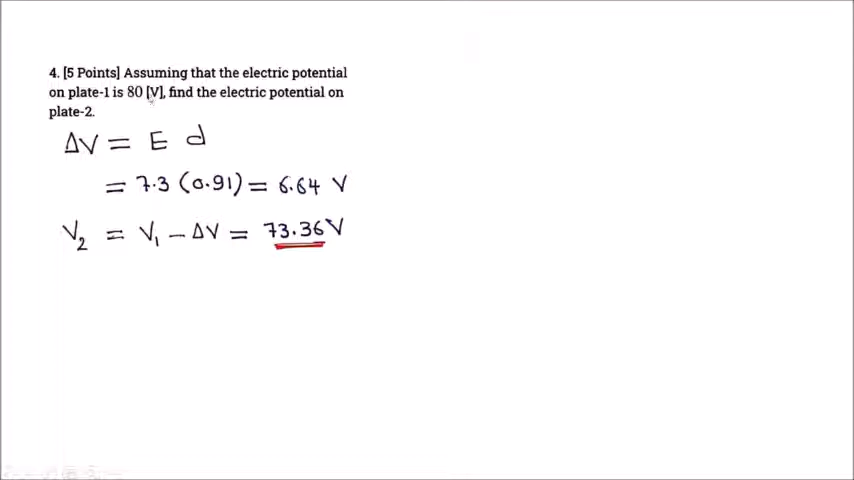 4. [5 Points] Assuming that the electric potential
on plate-1 is 80 [V], find the electric potential on
plate-2.
ΔV = E d
= 7.3 (0.91) = 6.64 V
V₂ = V₁ - ΔV = 73.36 V